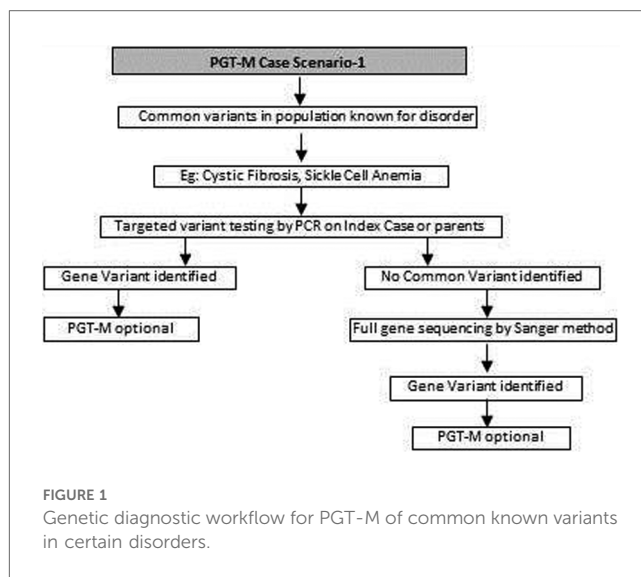 PGT-M Case Scenario-1
Common variants in population known for disorder
Eg: Cystic Fibrosis, Sickle Cell Anemia
Targeted variant testing by PCR on Index Case or parents
Gene Variant identified
No Common Variant identified
PGT-M optional
Full gene sequencing by Sanger method
Gene Variant identified
PGT-M optional
FIGURE 1
Genetic diagnostic workflow for PGT-M of common known variants
in certain disorders.